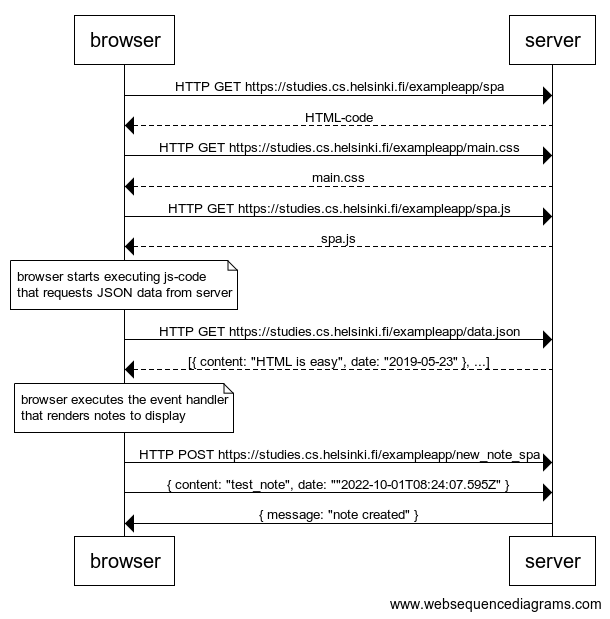 browser
server
HTTP GET https://studies.cs.helsinki.fi/exampleapp/spa
HTML-code
HTTP GET https://studies.cs.helsinki.fi/exampleapp/main.css
main.css
HTTP GET https://studies.cs.helsinki.fi/exampleapp/spa.js
spa.js
browser starts executing js-code
that requests JSON data from server
HTTP GET https://studies.cs.helsinki.fi/exampleapp/data.json
[{ content: "HTML is easy", date: "2019-05-23" }, ...]
browser executes the event handler
that renders notes to display
HTTP POST https://studies.cs.helsinki.fi/exampleapp/new_note_spa
{ content: "test_note", date: ""2022-10-01T08:24:07.595Z" }
{ message: "note created" }
browser
server
www.websequencediagrams.com